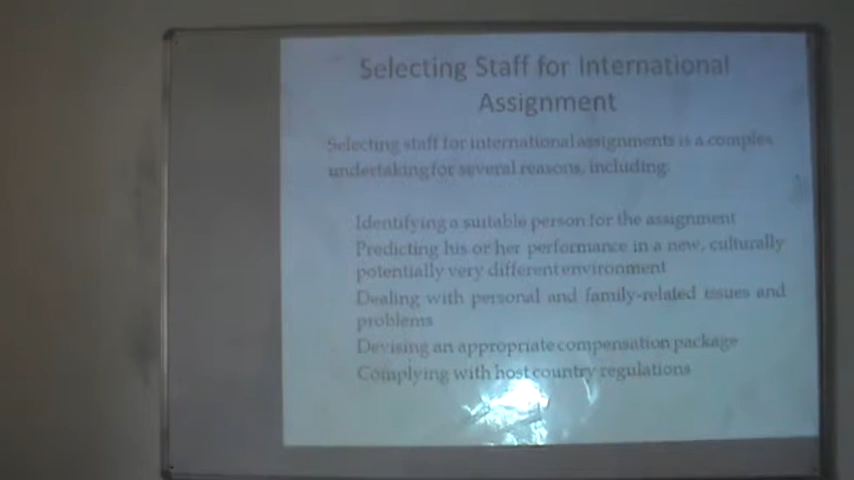 Selecting Staff for International
Assignment
Selecting staff for international assignments is a complex
undertaking for several reasons, including:
Identifying a suitable person for the assignment
Predicting his or her performance in a new, culturally
potentially very different environment
Dealing with personal and family-related issues and
problems
Devising an appropriate compensation package
Complying with host country regulations